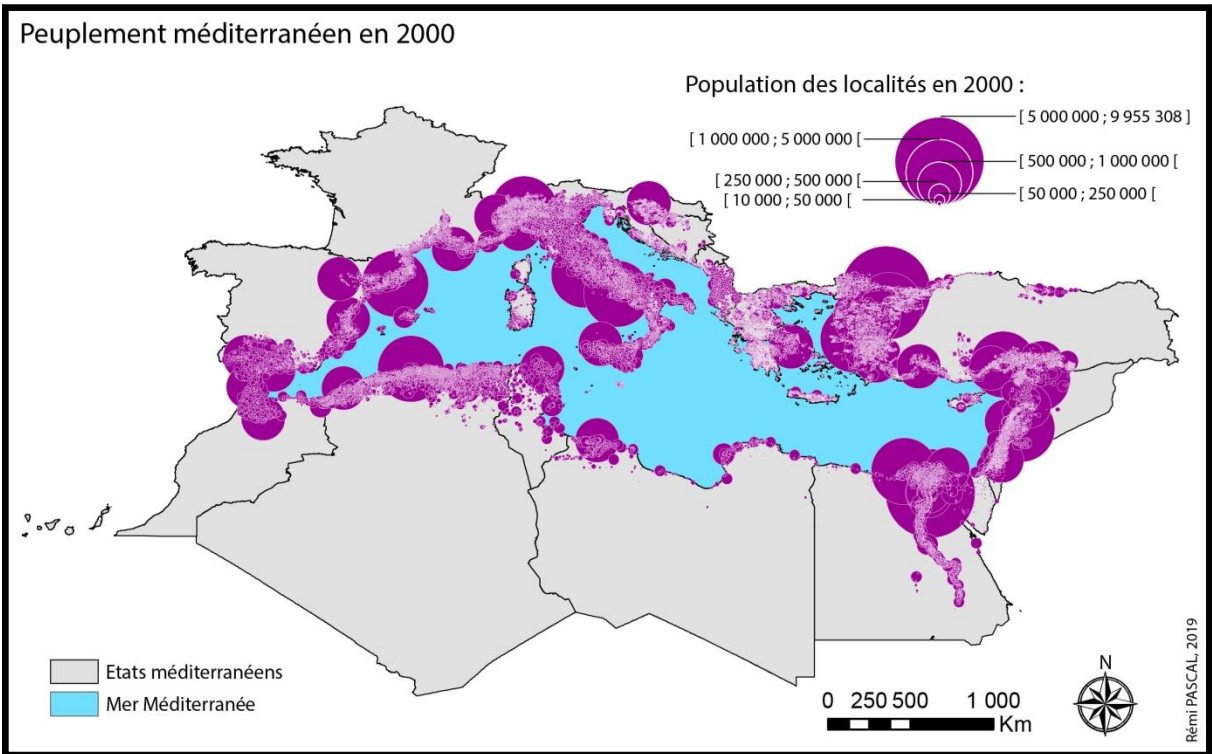 Peuplement méditerranéen en 2000
Population des localités en 2000 :
[ 5 000 000 ; 9 955 308 ]
[ 1 000 000 ; 5 000 000 [
[ 500 000 ; 1 000 000 [
[ 250 000 ; 500 000 [
[ 50 000 ; 250 000 [
[ 10 000 ; 50 000 [
Etats méditerranéens
Mer Méditerranée
0 250 500 1 000
Km
N
Rémi PASCAL, 2019